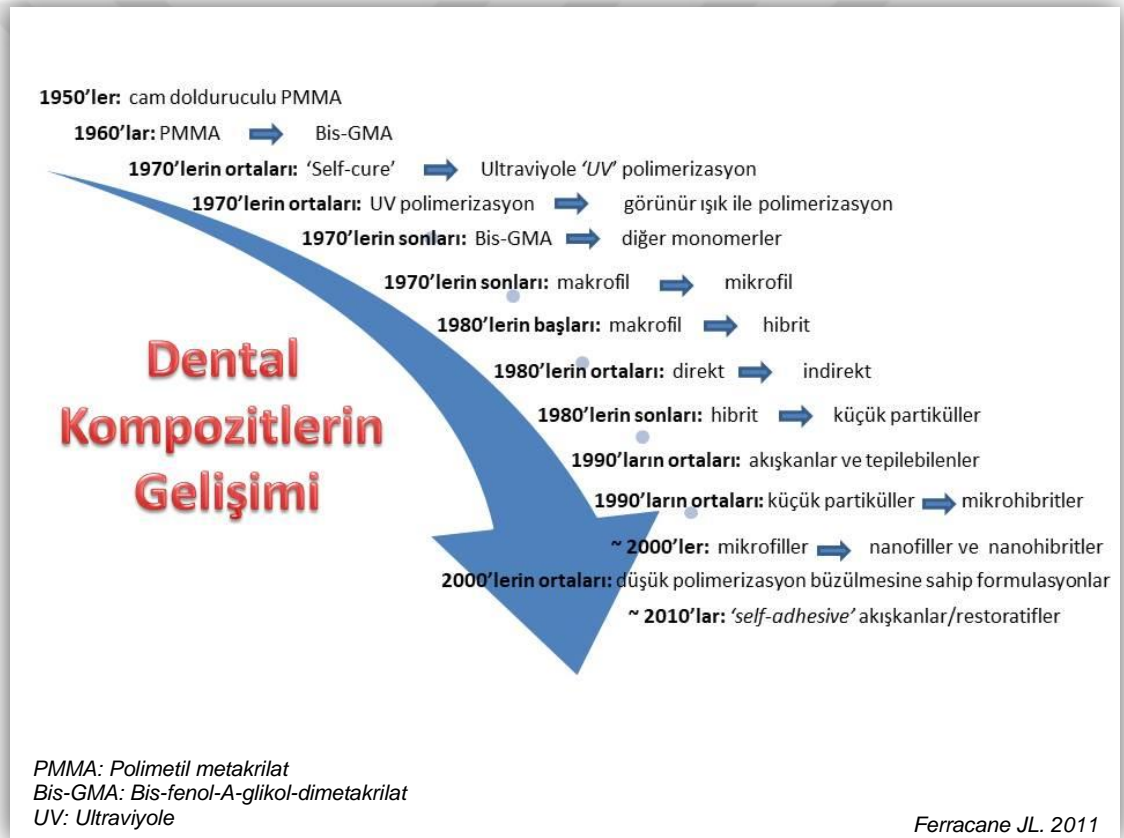 1950'ler: cam dolduruculu PMMA
1960'lar: PMMA Bis-GMA
1970'lerin ortaları: 'Self-cure' Ultraviyole 'UV' polimerizasyon
1970'lerin ortaları: UV polimerizasyon görünür ışık ile polimerizasyon
1970'lerin sonları: Bis-GMA diğer monomerler
1970'lerin sonları: makrofil mikrofil
1980'lerin başları: makrofil hibrit
1980'lerin ortaları: direkt indirekt
1980'lerin sonları: hibrit küçük partiküller
1990'ların ortaları: akışkanlar ve tepilebilenler
1990'ların ortaları: küçük partiküller mikrohibritler
~ 2000'ler: mikrofiller nanofiller ve nanohibritler
2000'lerin ortaları: düşük polimerizasyon büzülmesine sahip formulasyonlar
~ 2010'lar: 'self-adhesive' akışkanlar/restoratifler
Dental
Kompozitlerin
Gelişimi
PMMA: Polimetil metakrilat
Bis-GMA: Bis-fenol-A-glikol-dimetakrilat
UV: Ultraviyole
Ferracane JL. 2011